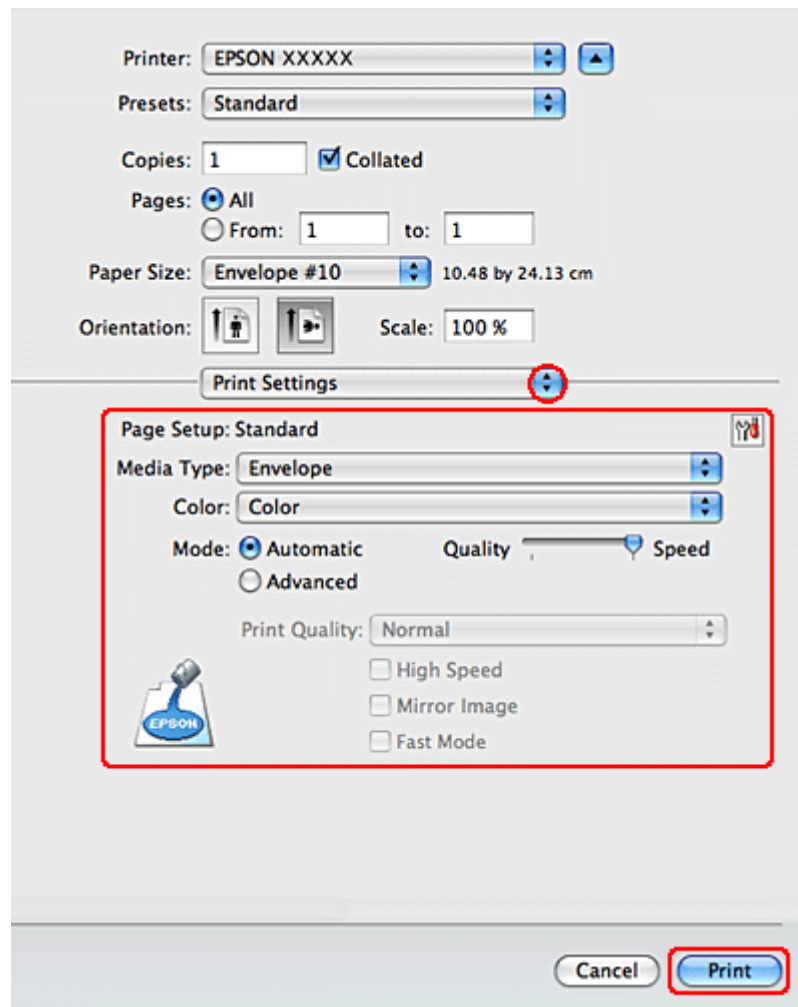 Printer: EPSON XXXXX
Presets: Standard
Copies: 1 Collated
Pages: All
From: 1 to: 1
Paper Size: Envelope #10 10.48 by 24.13 cm
Orientation: Scale: 100 %
Print Settings
Page Setup: Standard
Media Type: Envelope
Color: Color
Mode: Automatic Quality Speed
Advanced
Print Quality: Normal
High Speed
Mirror Image
Fast Mode
EPSON
Cancel Print